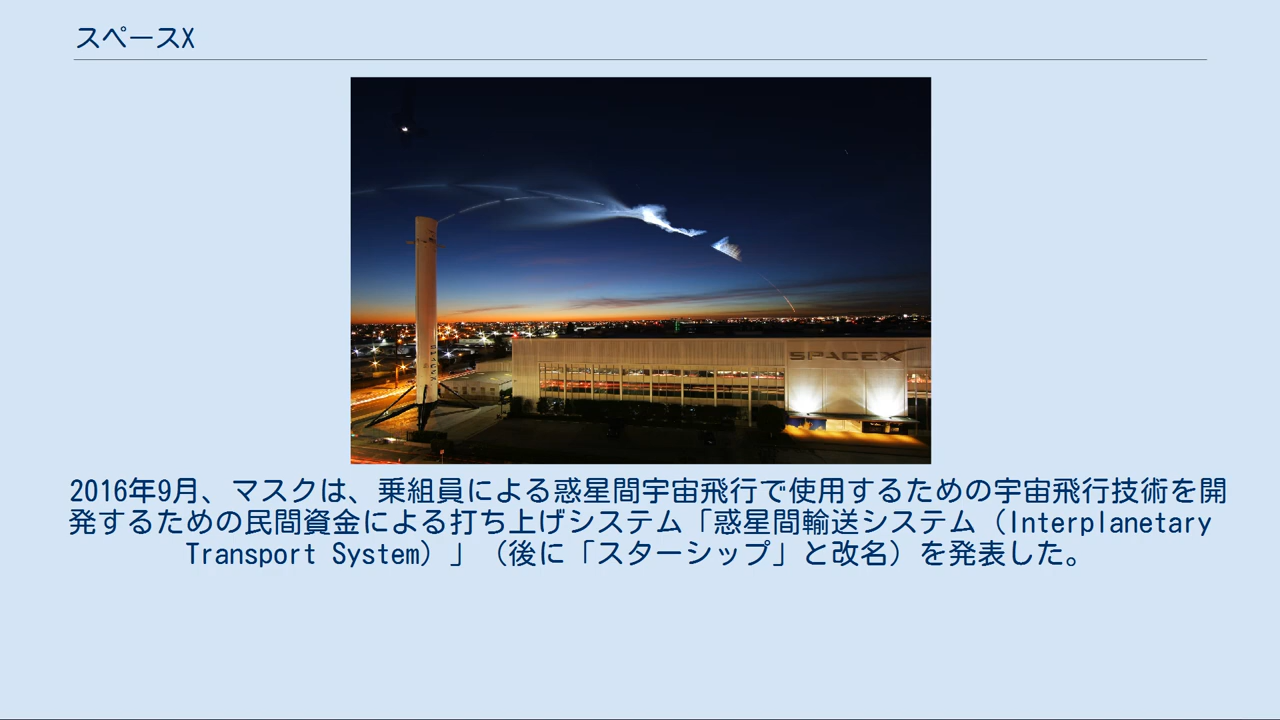 スペースX
SPACEX
2016年9月、マスクは、乗組員による惑星間宇宙飛行で使用するための宇宙飛行技術を開
発するための民間資金による打ち上げシステム「惑星間輸送システム（Interplanetary
Transport System）」（後に「スターシップ」と改名）を発表した。